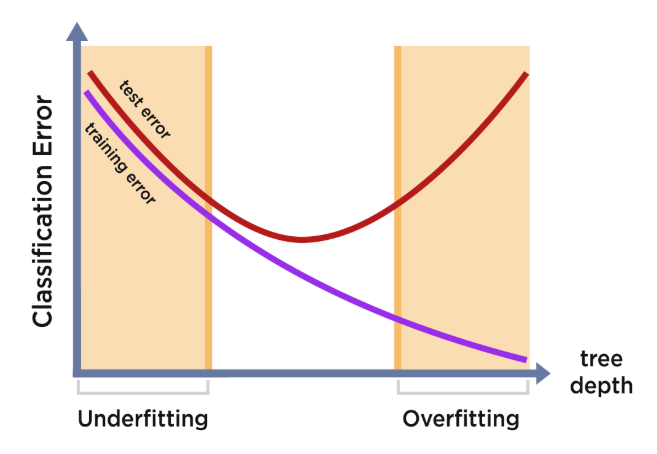 Classification Error
test error
training error
tree
depth
Underfitting
Overfitting